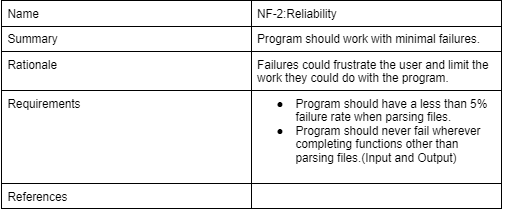 Name
NF-2:Reliability
Summary
Program should work with minimal failures.
Rationale
Failures could frustrate the user and limit the
work they could do with the program.
Requirements
● Program should have a less than 5%
failure rate when parsing files.
● Program should never fail wherever
completing functions other than
parsing files.(Input and Output)
References